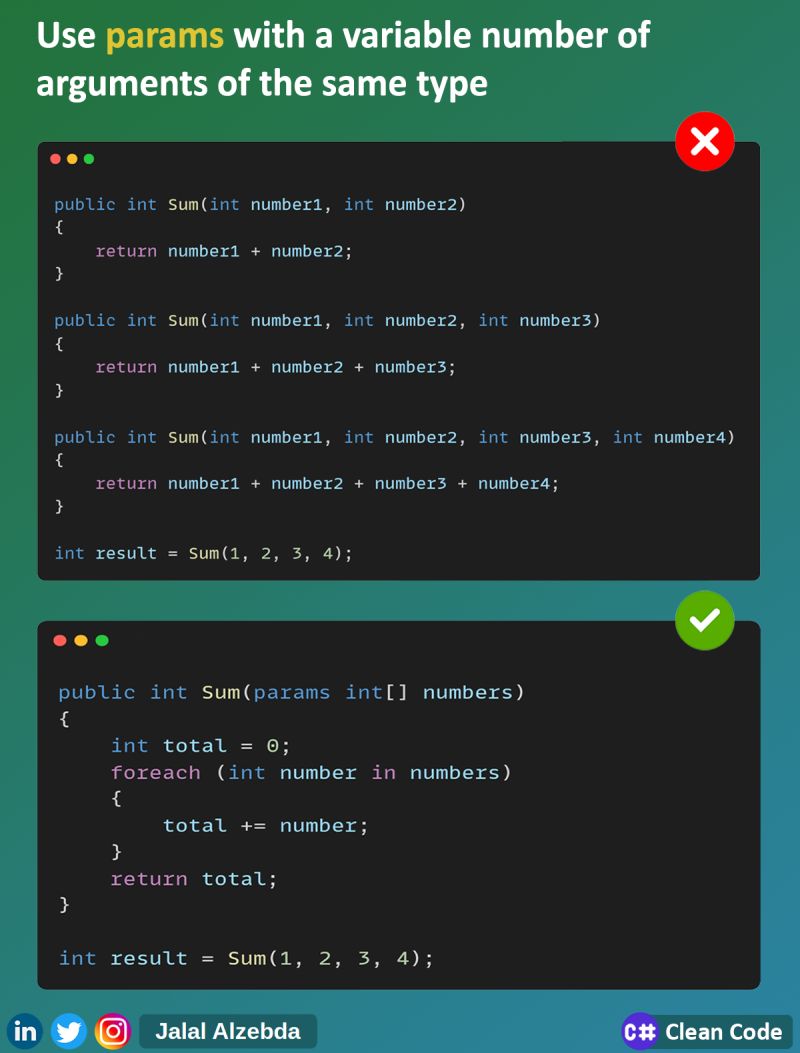 Use params with a variable number of
arguments of the same type
public int Sum(int number1, int number2)
{
    return number1 + number2;
}
public int Sum(int number1, int number2, int number3)
{
    return number1 + number2 + number3;
}
public int Sum(int number1, int number2, int number3, int number4)
{
    return number1 + number2 + number3 + number4;
}
int result = Sum(1, 2, 3, 4);
public int Sum(params int[] numbers)
{
    int total = 0;
    foreach (int number in numbers)
    {
        total += number;
    }
    return total;
}
int result = Sum(1, 2, 3, 4);
in Jalal Alzebda C# Clean Code